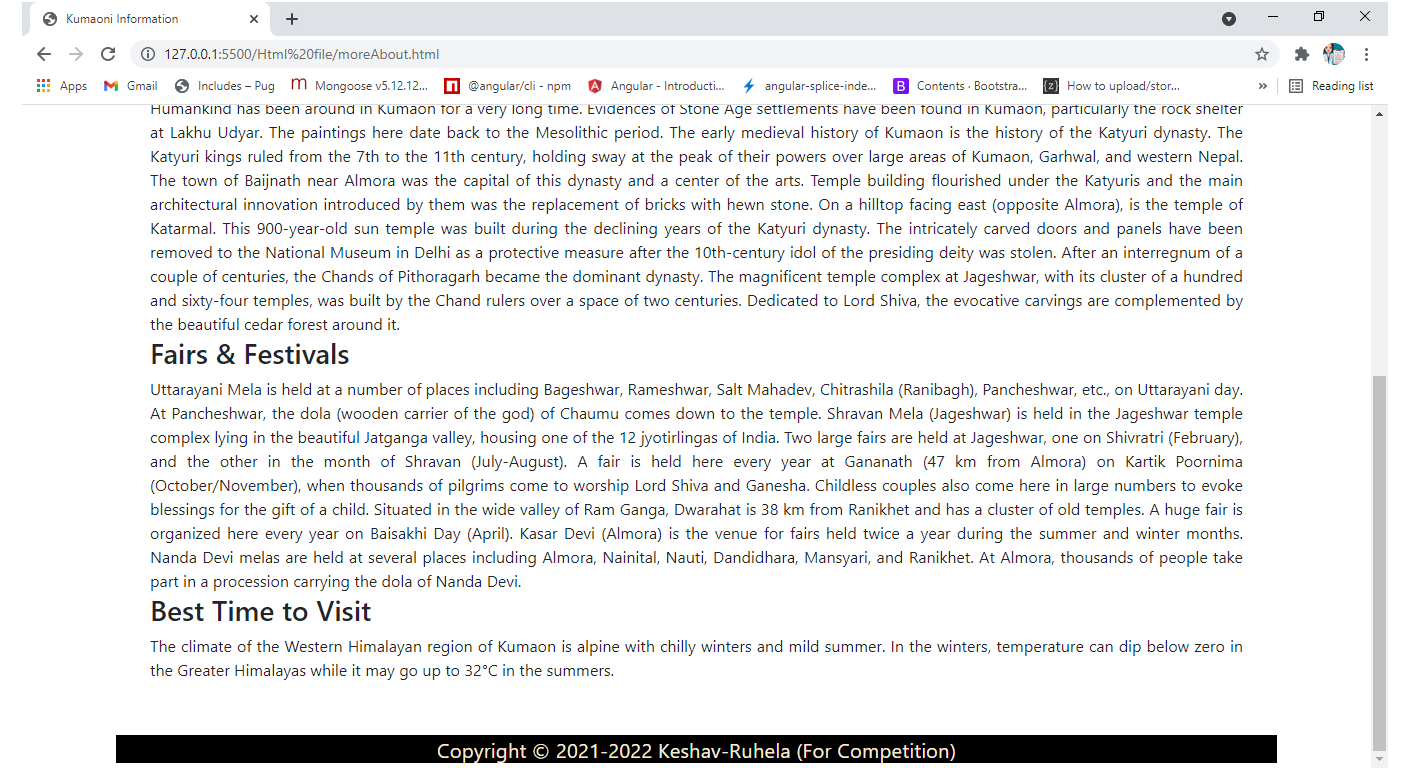 Kumaoni Information
127.0.0.1:5500/Html%20file/moreAbout.html
Apps Gmail Includes – Pug Mongoose v5.12.12... @angular/cli - npm Angular - Introducti... angular-splice-inde... Contents · Bootstra... How to upload/stor... » Reading list
Humankind has been around in Kumaon for a very long time. Evidences of Stone Age settlements have been found in Kumaon, particularly the rock shelter
at Lakhu Udyar. The paintings here date back to the Mesolithic period. The early medieval history of Kumaon is the history of the Katyuri dynasty. The
Katyuri kings ruled from the 7th to the 11th century, holding sway at the peak of their powers over large areas of Kumaon, Garhwal, and western Nepal.
The town of Baijnath near Almora was the capital of this dynasty and a center of the arts. Temple building flourished under the Katyuris and the main
architectural innovation introduced by them was the replacement of bricks with hewn stone. On a hilltop facing east (opposite Almora), is the temple of
Katarmal. This 900-year-old sun temple was built during the declining years of the Katyuri dynasty. The intricately carved doors and panels have been
removed to the National Museum in Delhi as a protective measure after the 10th-century idol of the presiding deity was stolen. After an interregnum of a
couple of centuries, the Chands of Pithoragarh became the dominant dynasty. The magnificent temple complex at Jageshwar, with its cluster of a hundred
and sixty-four temples, was built by the Chand rulers over a space of two centuries. Dedicated to Lord Shiva, the evocative carvings are complemented by
the beautiful cedar forest around it.
Fairs & Festivals
Uttarayani Mela is held at a number of places including Bageshwar, Rameshwar, Salt Mahadev, Chitrashila (Ranibagh), Pancheshwar, etc., on Uttarayani day.
At Pancheshwar, the dola (wooden carrier of the god) of Chaumu comes down to the temple. Shravan Mela (Jageshwar) is held in the Jageshwar temple
complex lying in the beautiful Jatganga valley, housing one of the 12 jyotirlingas of India. Two large fairs are held at Jageshwar, one on Shivratri (February),
and the other in the month of Shravan (July-August). A fair is held here every year at Gananath (47 km from Almora) on Kartik Poornima
(October/November), when thousands of pilgrims come to worship Lord Shiva and Ganesha. Childless couples also come here in large numbers to evoke
blessings for the gift of a child. Situated in the wide valley of Ram Ganga, Dwarahat is 38 km from Ranikhet and has a cluster of old temples. A huge fair is
organized here every year on Baisakhi Day (April). Kasar Devi (Almora) is the venue for fairs held twice a year during the summer and winter months.
Nanda Devi melas are held at several places including Almora, Nainital, Nauti, Dandidhara, Mansyari, and Ranikhet. At Almora, thousands of people take
part in a procession carrying the dola of Nanda Devi.
Best Time to Visit
The climate of the Western Himalayan region of Kumaon is alpine with chilly winters and mild summer. In the winters, temperature can dip below zero in
the Greater Himalayas while it may go up to 32°C in the summers.
Copyright © 2021-2022 Keshav-Ruhela (For Competition)